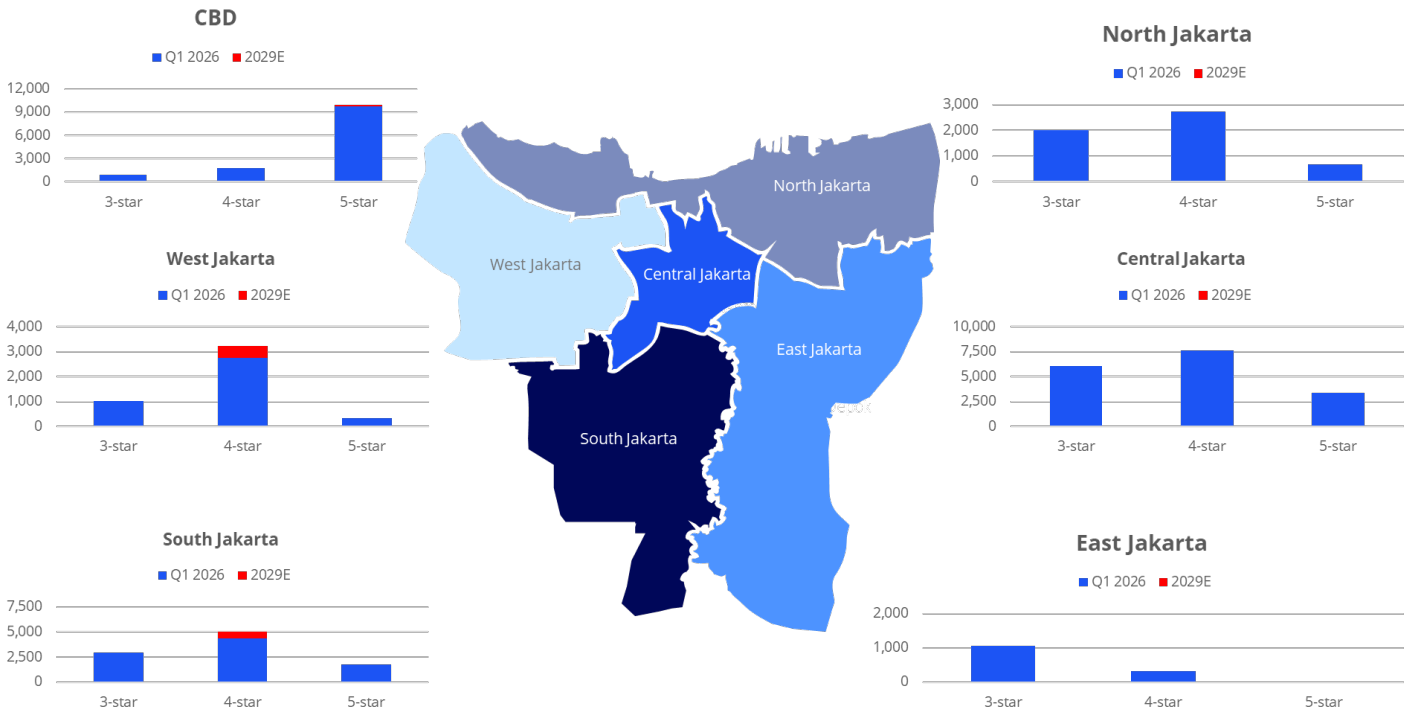 CBD
Q1 2026 2029E
12,000
9,000
6,000
3,000
0
3-star 4-star 5-star
West Jakarta
Q1 2026 2029E
4,000
3,000
2,000
1,000
0
3-star 4-star 5-star
South Jakarta
Q1 2026 2029E
7,500
5,000
2,500
0
3-star 4-star 5-star
North Jakarta
West Jakarta
Central Jakarta
East Jakarta
South Jakarta
North Jakarta
Q1 2026 2029E
3,000
2,000
1,000
0
3-star 4-star 5-star
Central Jakarta
Q1 2026 2029E
10,000
7,500
5,000
2,500
0
3-star 4-star 5-star
East Jakarta
Q1 2026 2029E
2,000
1,000
0
3-star 4-star 5-star